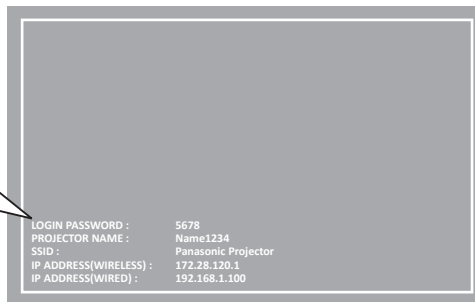 LOGIN PASSWORD : 5678
PROJECTOR NAME : Name1234
SSID : Panasonic Projector
IP ADDRESS(WIRELESS) : 172.28.120.1
IP ADDRESS(WIRED) : 192.168.1.100